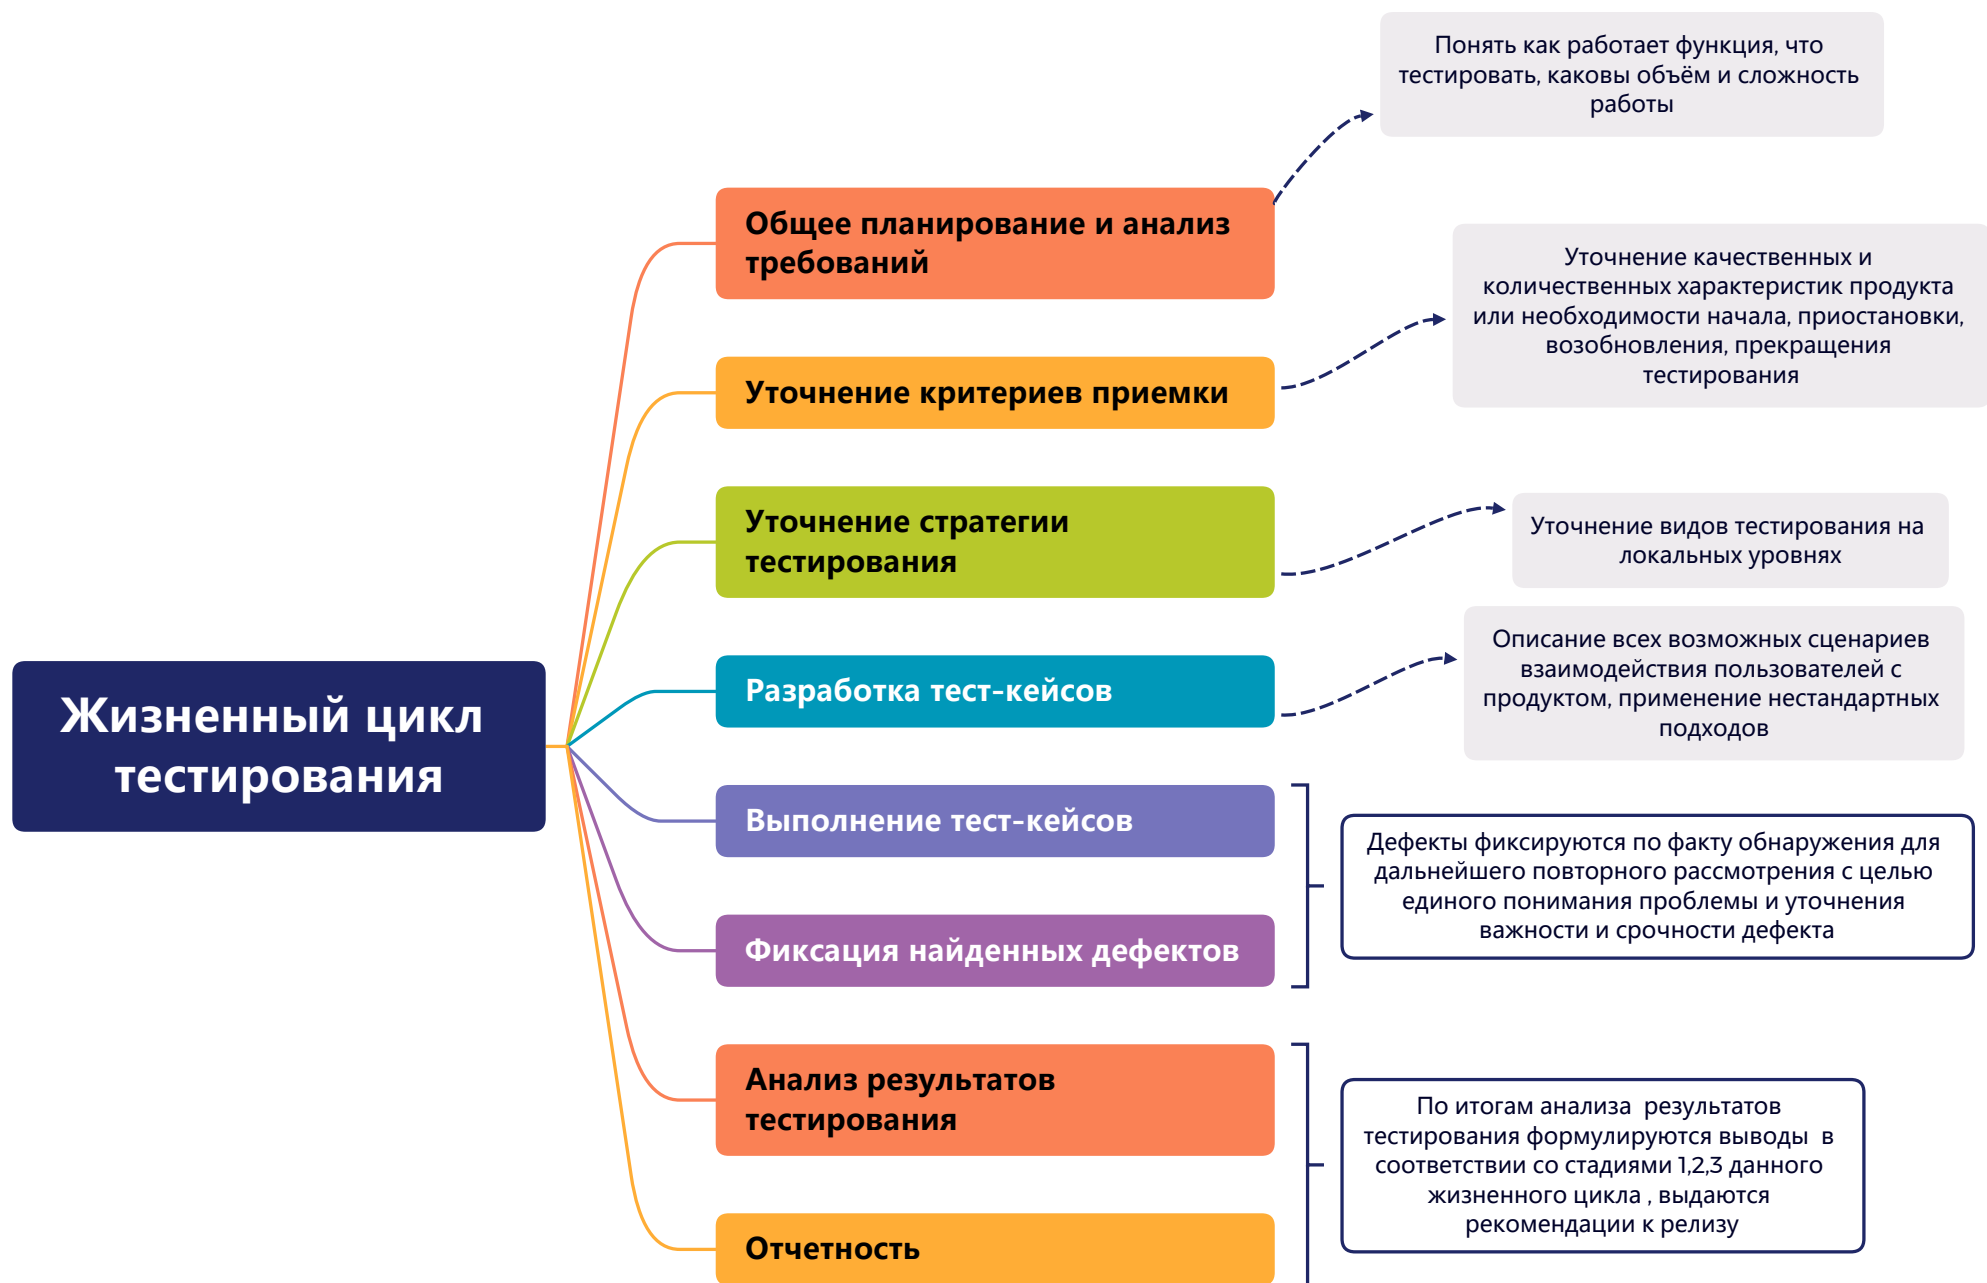 Понять как работает функция, что
тестировать, каковы объём и сложность
работы
Общее планирование и анализ
требований
Уточнение качественных и
количественных характеристик продукта
или необходимости начала, приостановки,
возобновления, прекращения
тестирования
Уточнение критериев приемки
Уточнение стратегии
тестирования
Уточнение видов тестирования на
локальных уровнях
Описание всех возможных сценариев
взаимодействия пользователей с
продуктом, применение нестандартных
подходов
Разработка тест-кейсов
Жизненный цикл
тестирования
Выполнение тест-кейсов
Дефекты фиксируются по факту обнаружения для
дальнейшего повторного рассмотрения с целью
единого понимания проблемы и уточнения
важности и срочности дефекта
Фиксация найденных дефектов
Анализ результатов
тестирования
По итогам анализа  результатов
тестирования формулируются выводы  в
соответствии со стадиями 1,2,3 данного
жизненного цикла , выдаются
рекомендации к релизу
Отчетность